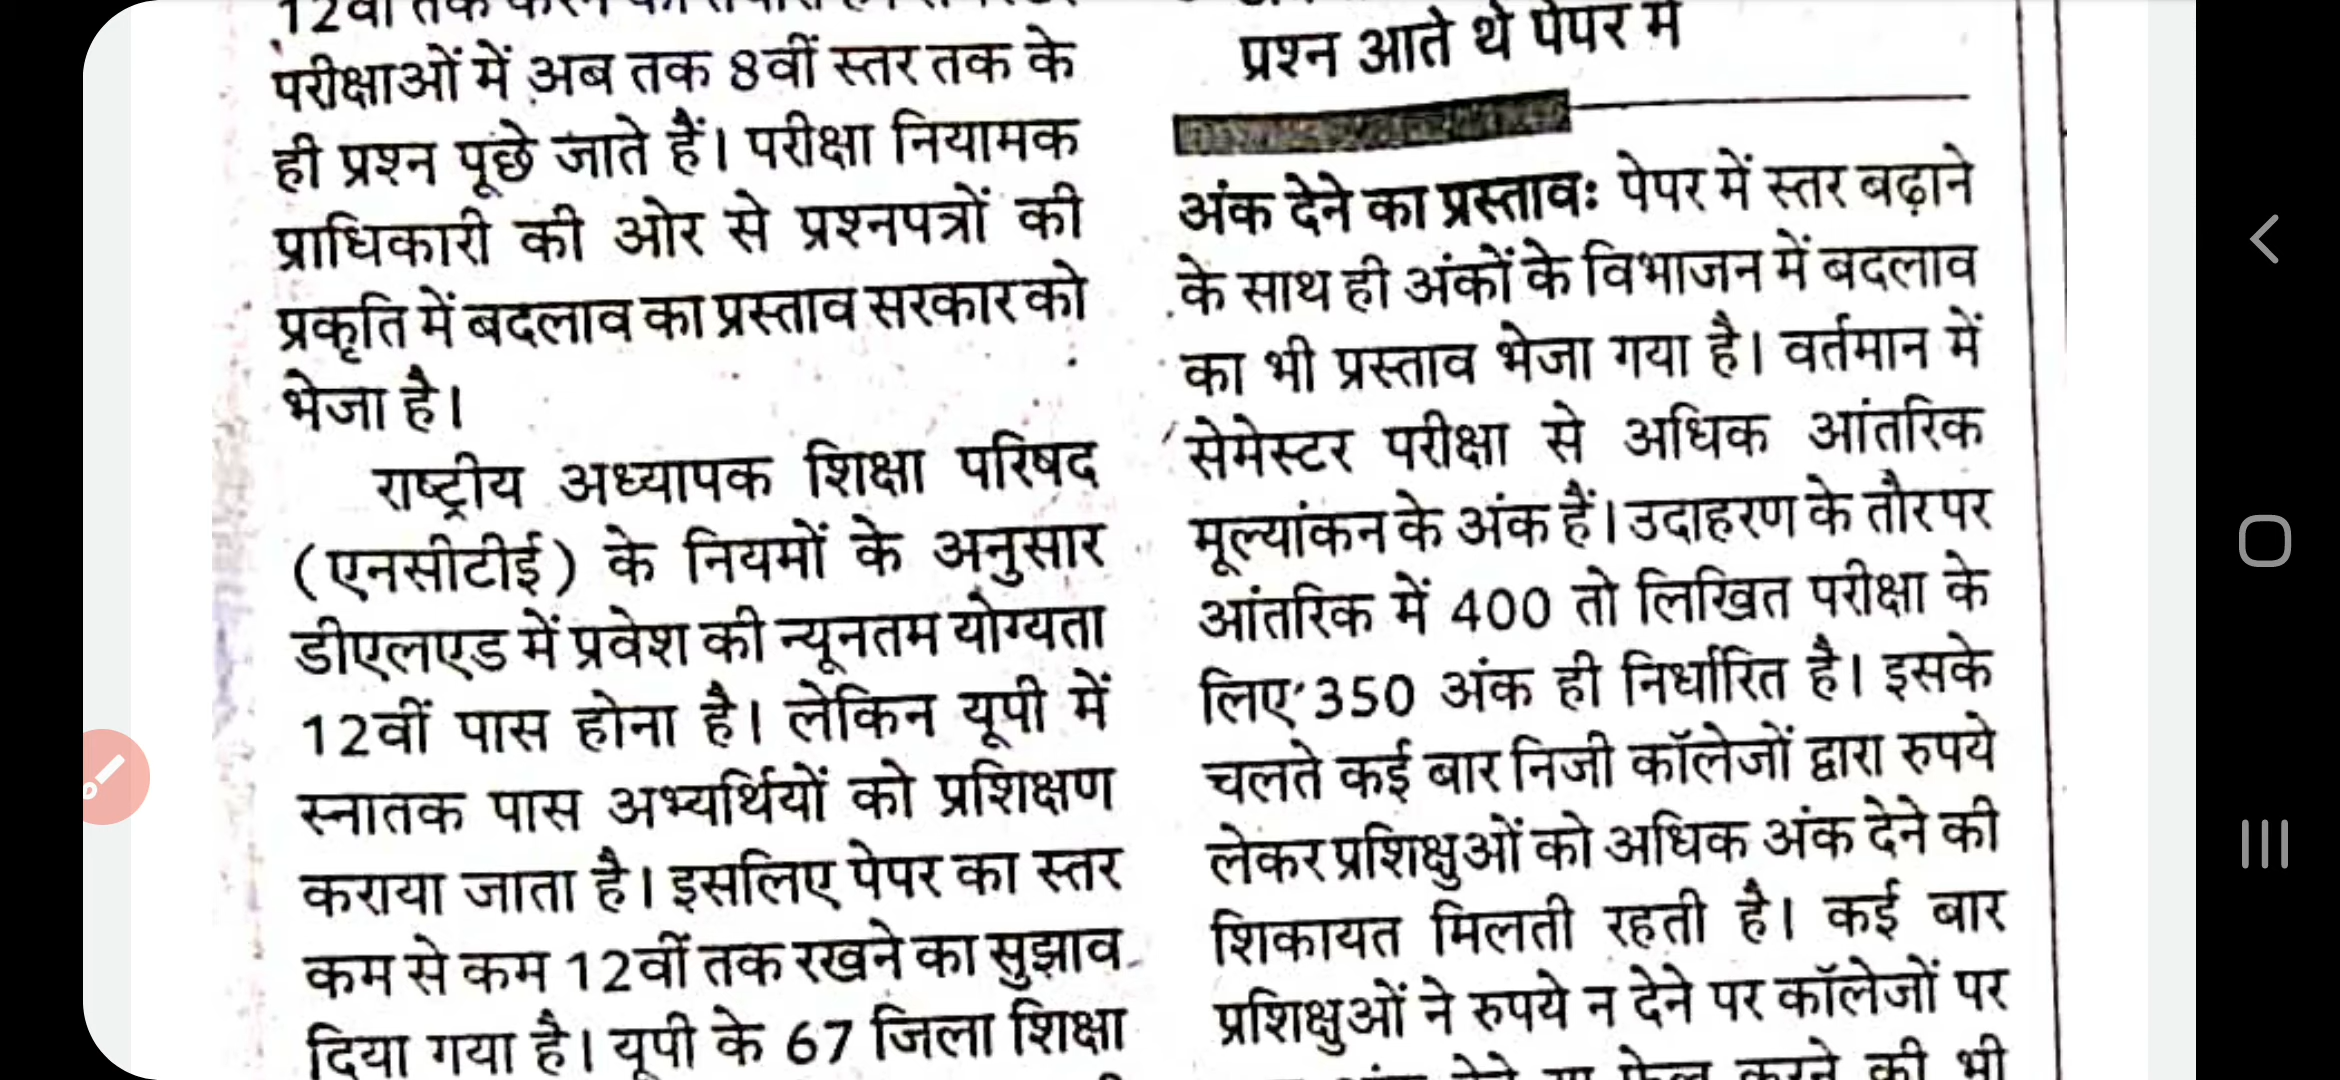 12वीं तक
परीक्षाओं में अब तक 8वीं स्तर तक के
ही प्रश्न पूछे जाते हैं। परीक्षा नियामक
प्राधिकारी की ओर से प्रश्नपत्रों की
प्रकृति में बदलाव का प्रस्ताव सरकार को
भेजा है।
राष्ट्रीय अध्यापक शिक्षा परिषद
(एनसीटीई) के नियमों के अनुसार
डीएलएड में प्रवेश की न्यूनतम योग्यता
12वीं पास होना है। लेकिन यूपी में
स्नातक पास अभ्यर्थियों को प्रशिक्षण
कराया जाता है। इसलिए पेपर का स्तर
कम से कम 12वीं तक रखने का सुझाव
दिया गया है। यूपी के 67 जिला शिक्षा
प्रश्न आते थे पेपर में
अंक देने का प्रस्तावः पेपर में स्तर बढ़ाने
के साथ ही अंकों के विभाजन में बदलाव
का भी प्रस्ताव भेजा गया है। वर्तमान में
सेमेस्टर परीक्षा से अधिक आंतरिक
मूल्यांकन के अंक हैं। उदाहरण के तौर पर
आंतरिक में 400 तो लिखित परीक्षा के
लिए 350 अंक ही निर्धारित है। इसके
चलते कई बार निजी कॉलेजों द्वारा रुपये
लेकर प्रशिक्षुओं को अधिक अंक देने की
शिकायत मिलती रहती है। कई बार
प्रशिक्षुओं ने रुपये न देने पर कॉलेजों पर
अंक देने या फेल करने की भी